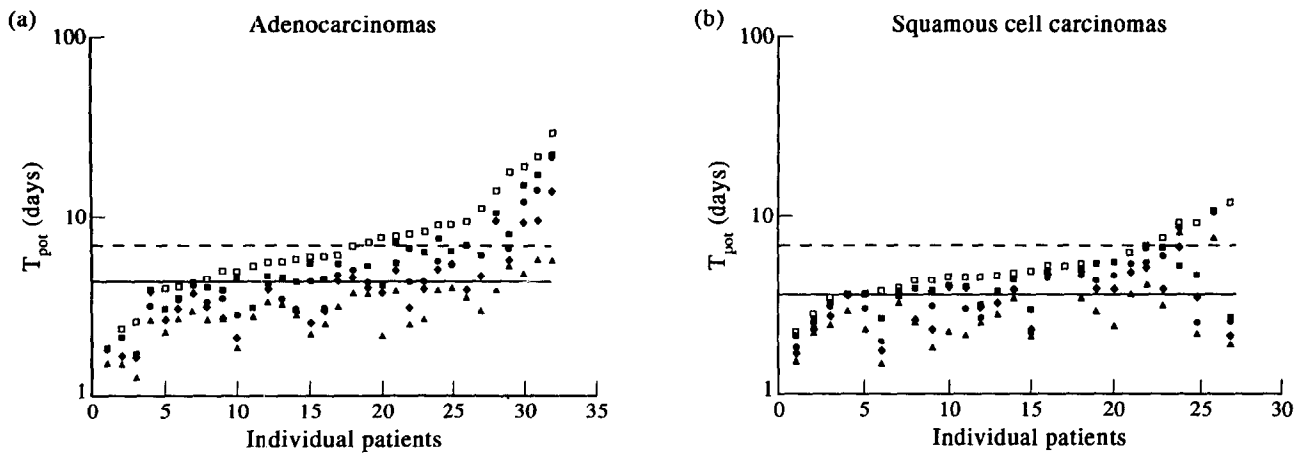 (a)
Adenocarcinomas
100
10
1
T_pot (days)
0 5 10 15 20 25 30 35
Individual patients
(b)
Squamous cell carcinomas
100
10
1
T_pot (days)
0 5 10 15 20 25 30
Individual patients